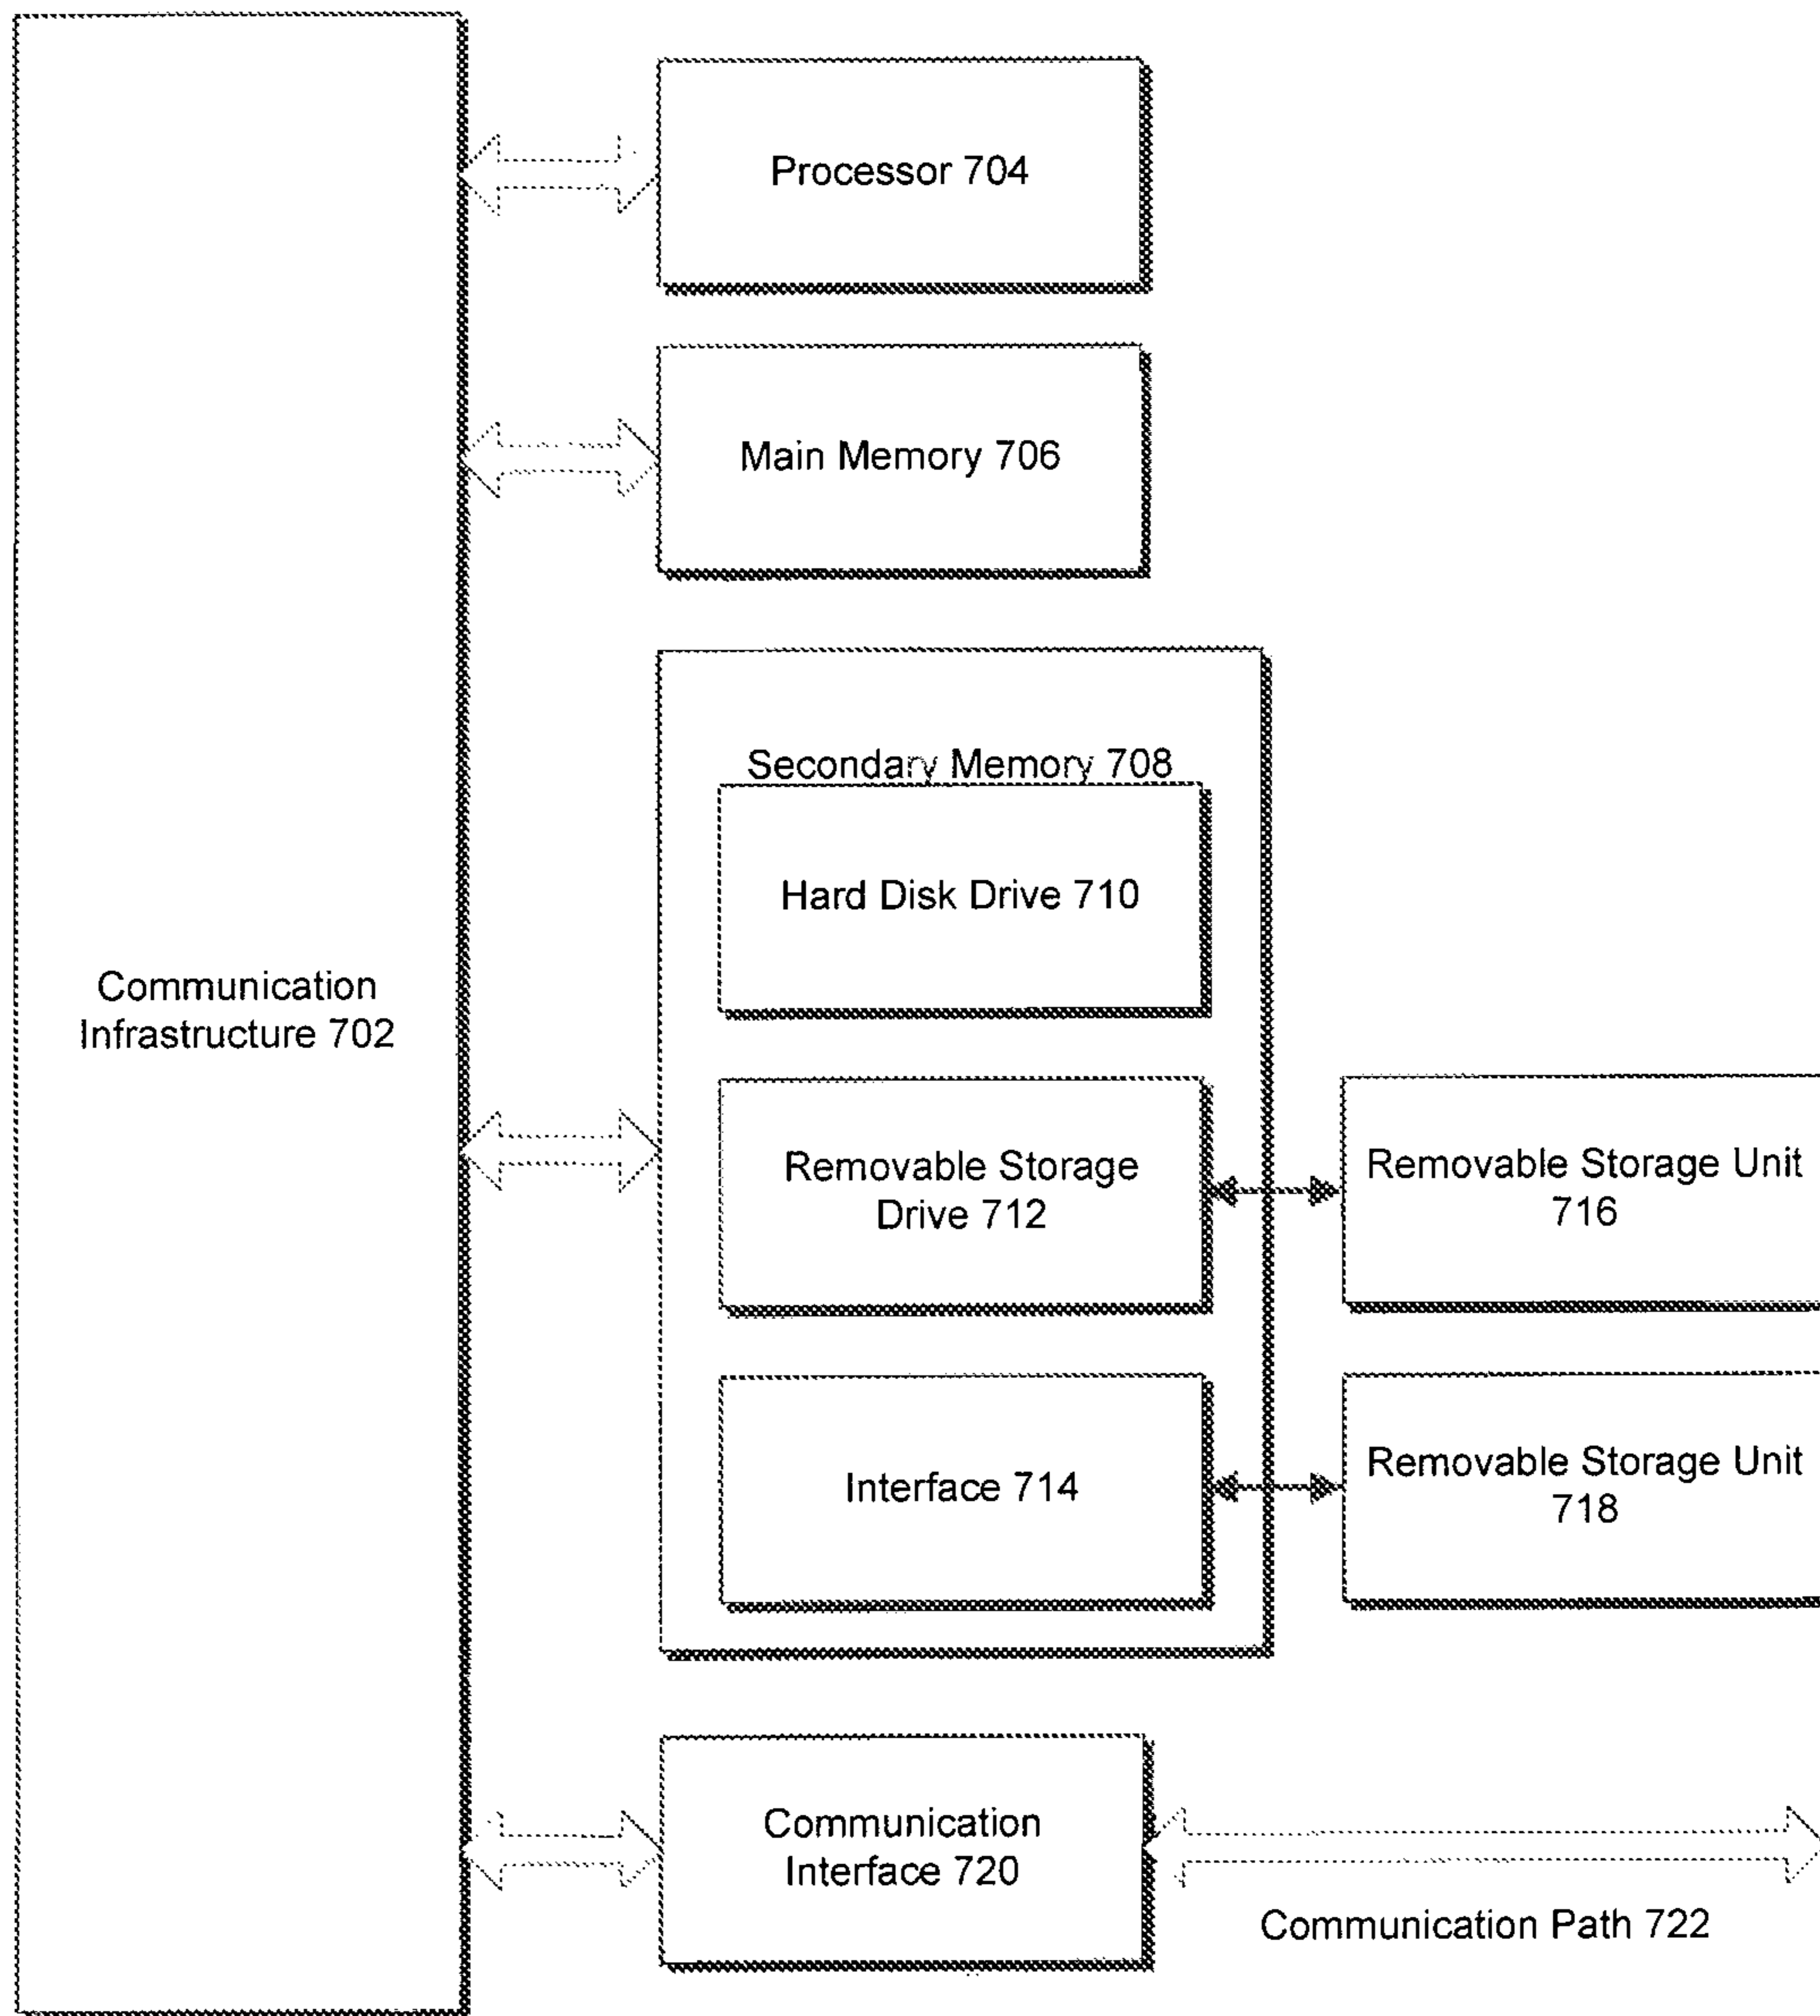 Processor 704
Main Memory 706
Secondary Memory 708
Hard Disk Drive 710
Communication
Infrastructure 702
Removable Storage
Drive 712
Removable Storage Unit
716
Interface 714
Removable Storage Unit
718
Communication
Interface 720
Communication Path 722